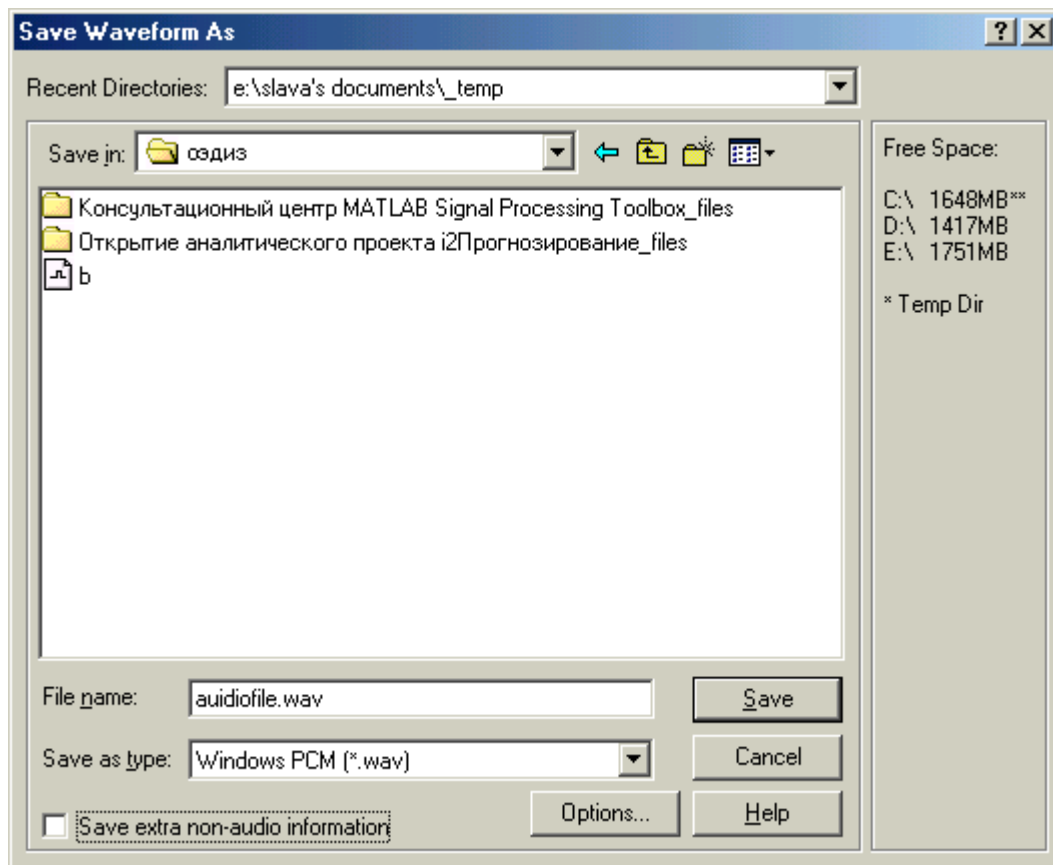 Save Waveform As
Recent Directories: e:\slava's documents\_temp
Save in: оэдиз
Консультационный центр MATLAB Signal Processing Toolbox_files
Открытие аналитического проекта i2Прогнозирование_files
b
File name: auidiofile.wav
Save
Save as type: Windows PCM (*.wav)
Cancel
Save extra non-audio information
Options...
Help
Free Space:
C:\ 1648MB**
D:\ 1417MB
E:\ 1751MB
* Temp Dir